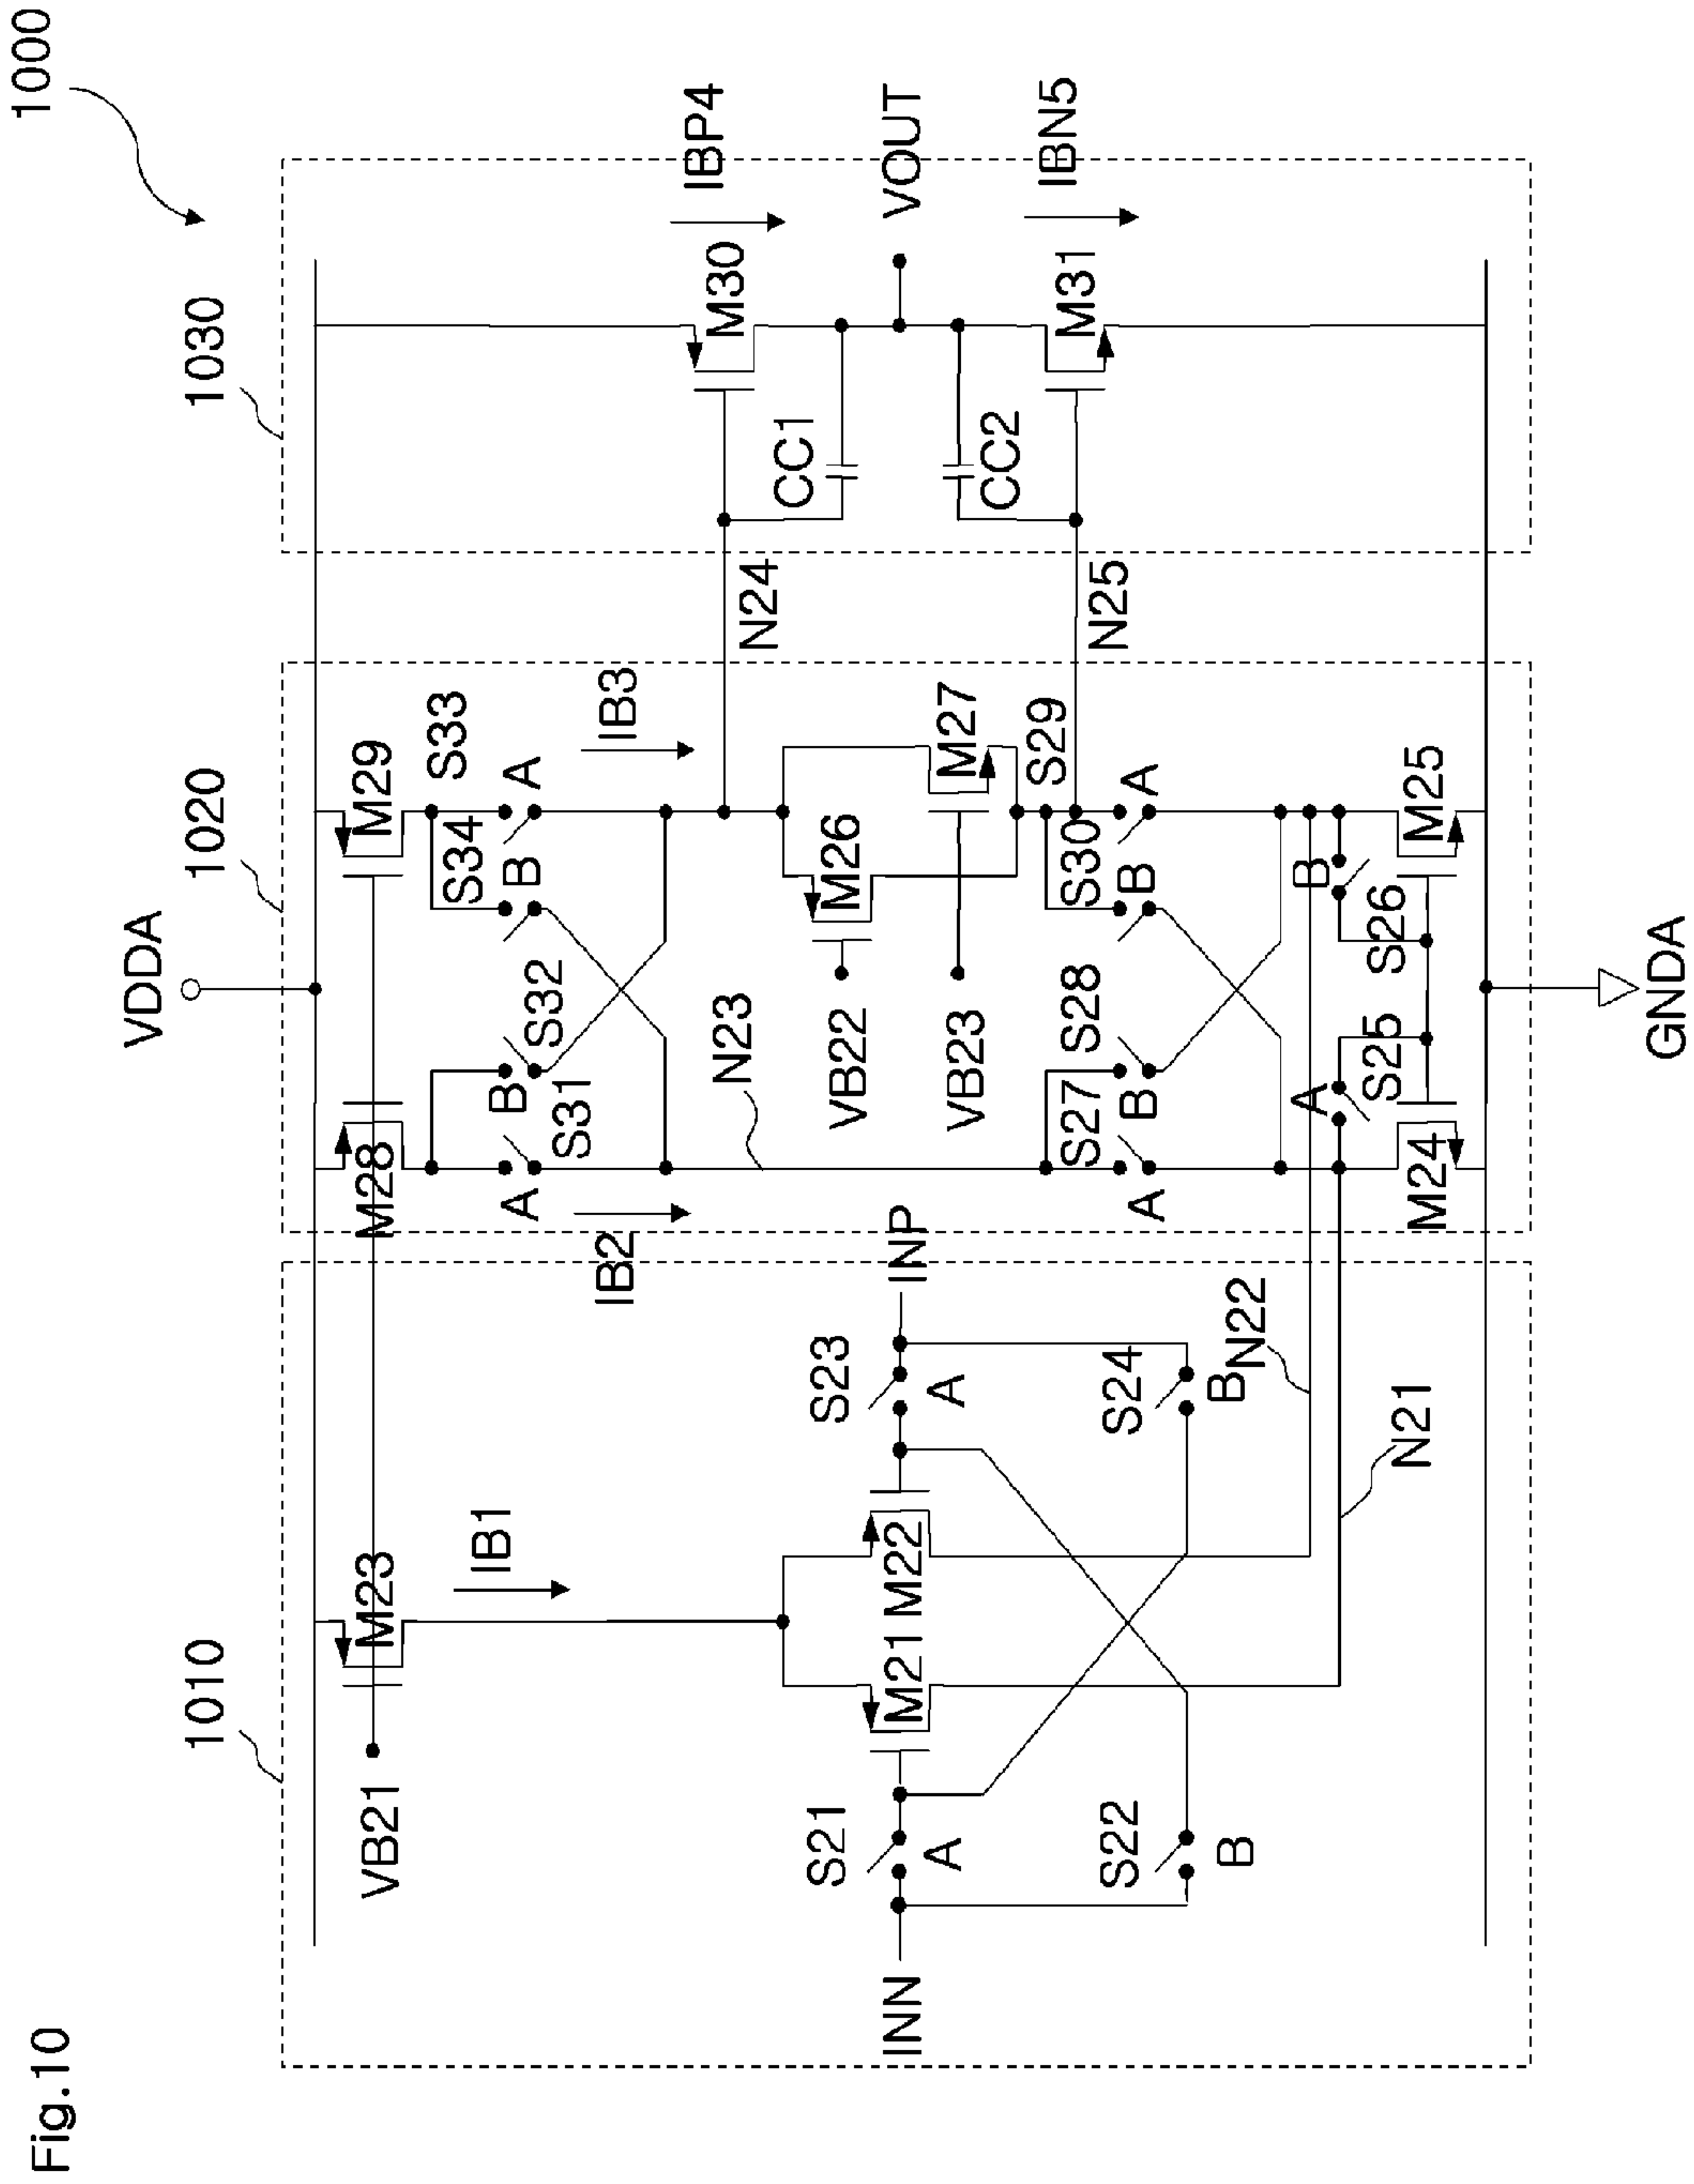 Fig.10
1000
1010
1020
1030
VDDA
VB21
M23
M28
M29
IB1
S31
A
B
S32
S34
B
S33
A
IB2
IB3
N23
N24
IBP4
M30
CC1
VOUT
CC2
M31
IBN5
N25
VB22
M26
VB23
M27
INN
S21
A
M21
M22
S23
A
INP
S22
B
S24
B
N22
N21
S27
A
B
S28
S30
B
S29
A
A
S25
B
S26
M24
M25
GNDA